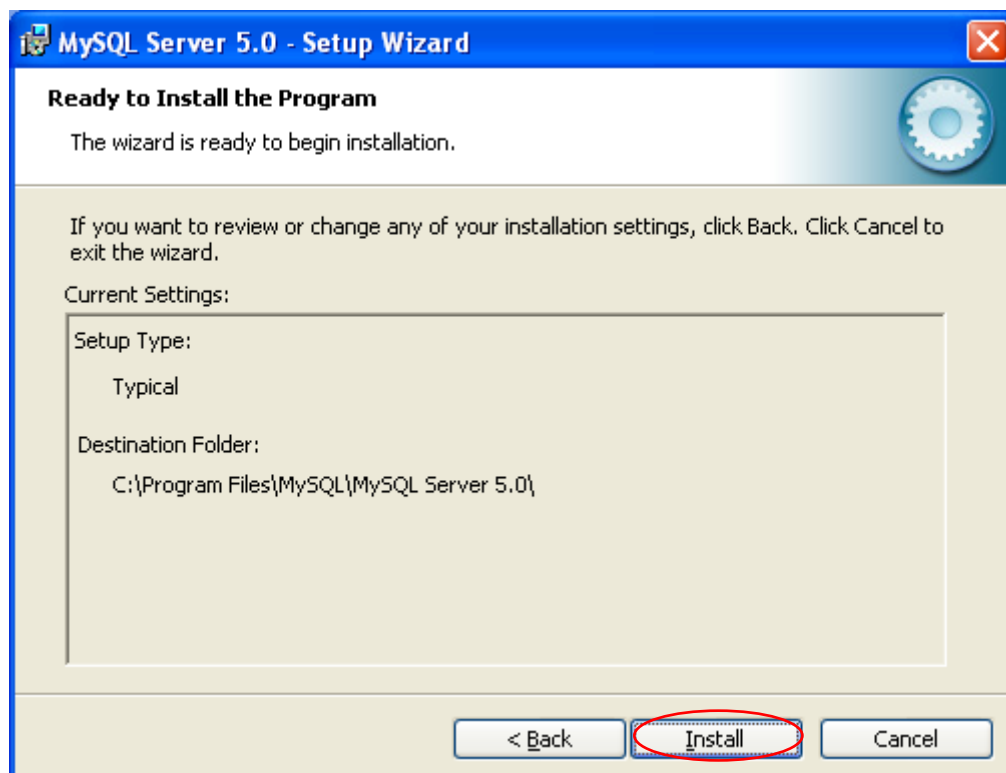 MySQL Server 5.0 - Setup Wizard
Ready to Install the Program
The wizard is ready to begin installation.
If you want to review or change any of your installation settings, click Back. Click Cancel to
exit the wizard.
Current Settings:
Setup Type:
Typical
Destination Folder:
C:\Program Files\MySQL\MySQL Server 5.0\
< Back
Install
Cancel